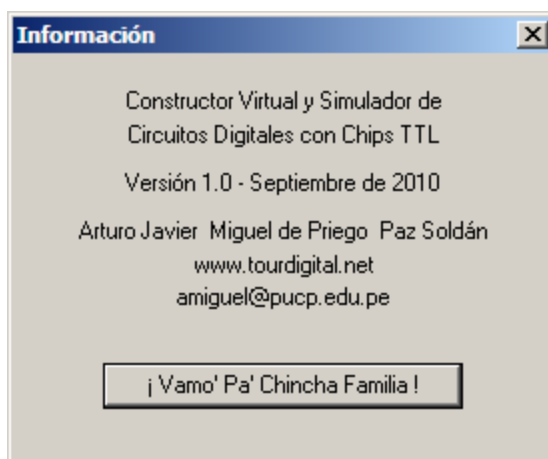 Información
Constructor Virtual y Simulador de
Circuitos Digitales con Chips TTL
Versión 1.0 - Septiembre de 2010
Arturo Javier Miguel de Priego Paz Soldán
www.tourdigital.net
amiguel@pucp.edu.pe
¡ Vamo' Pa' Chincha Familia !